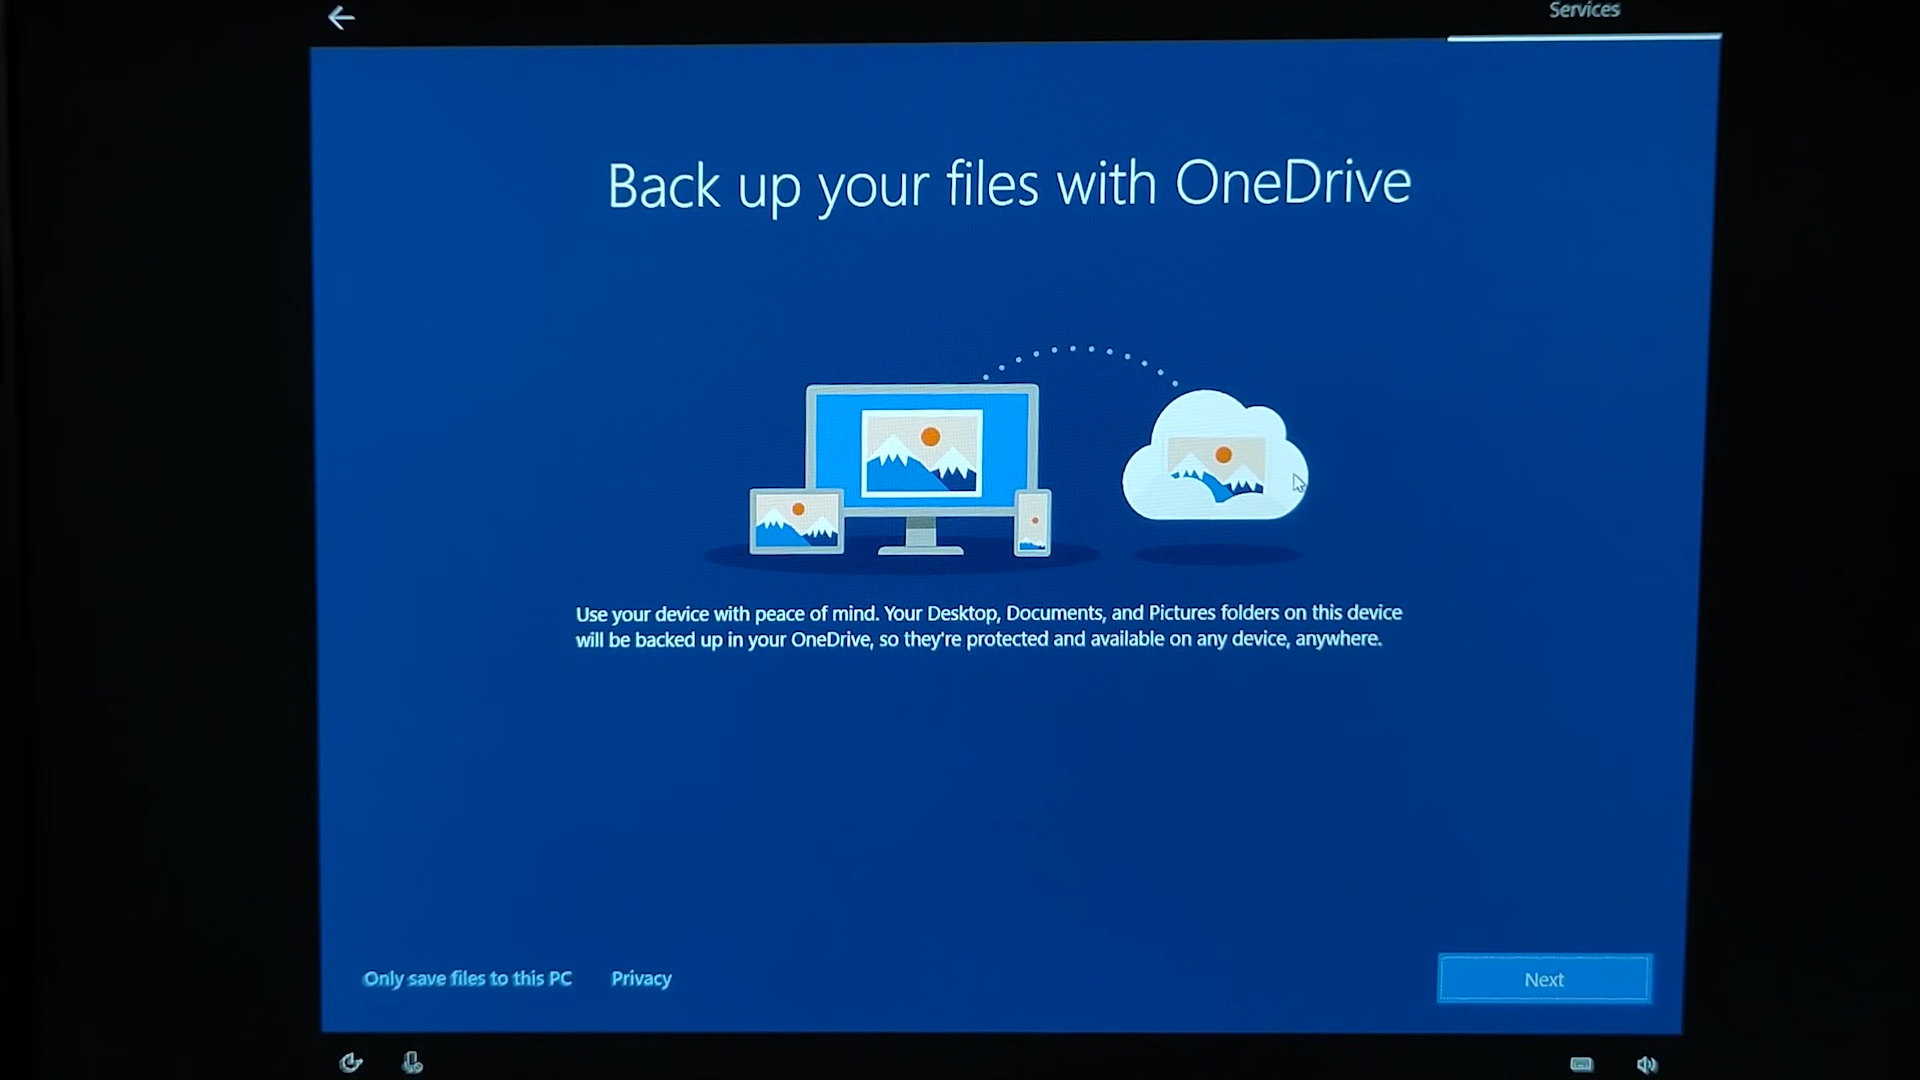 Services
Back up your files with OneDrive
Use your device with peace of mind. Your Desktop, Documents, and Pictures folders on this device
will be backed up in your OneDrive, so they're protected and available on any device, anywhere.
Only save files to this PC
Privacy
Next